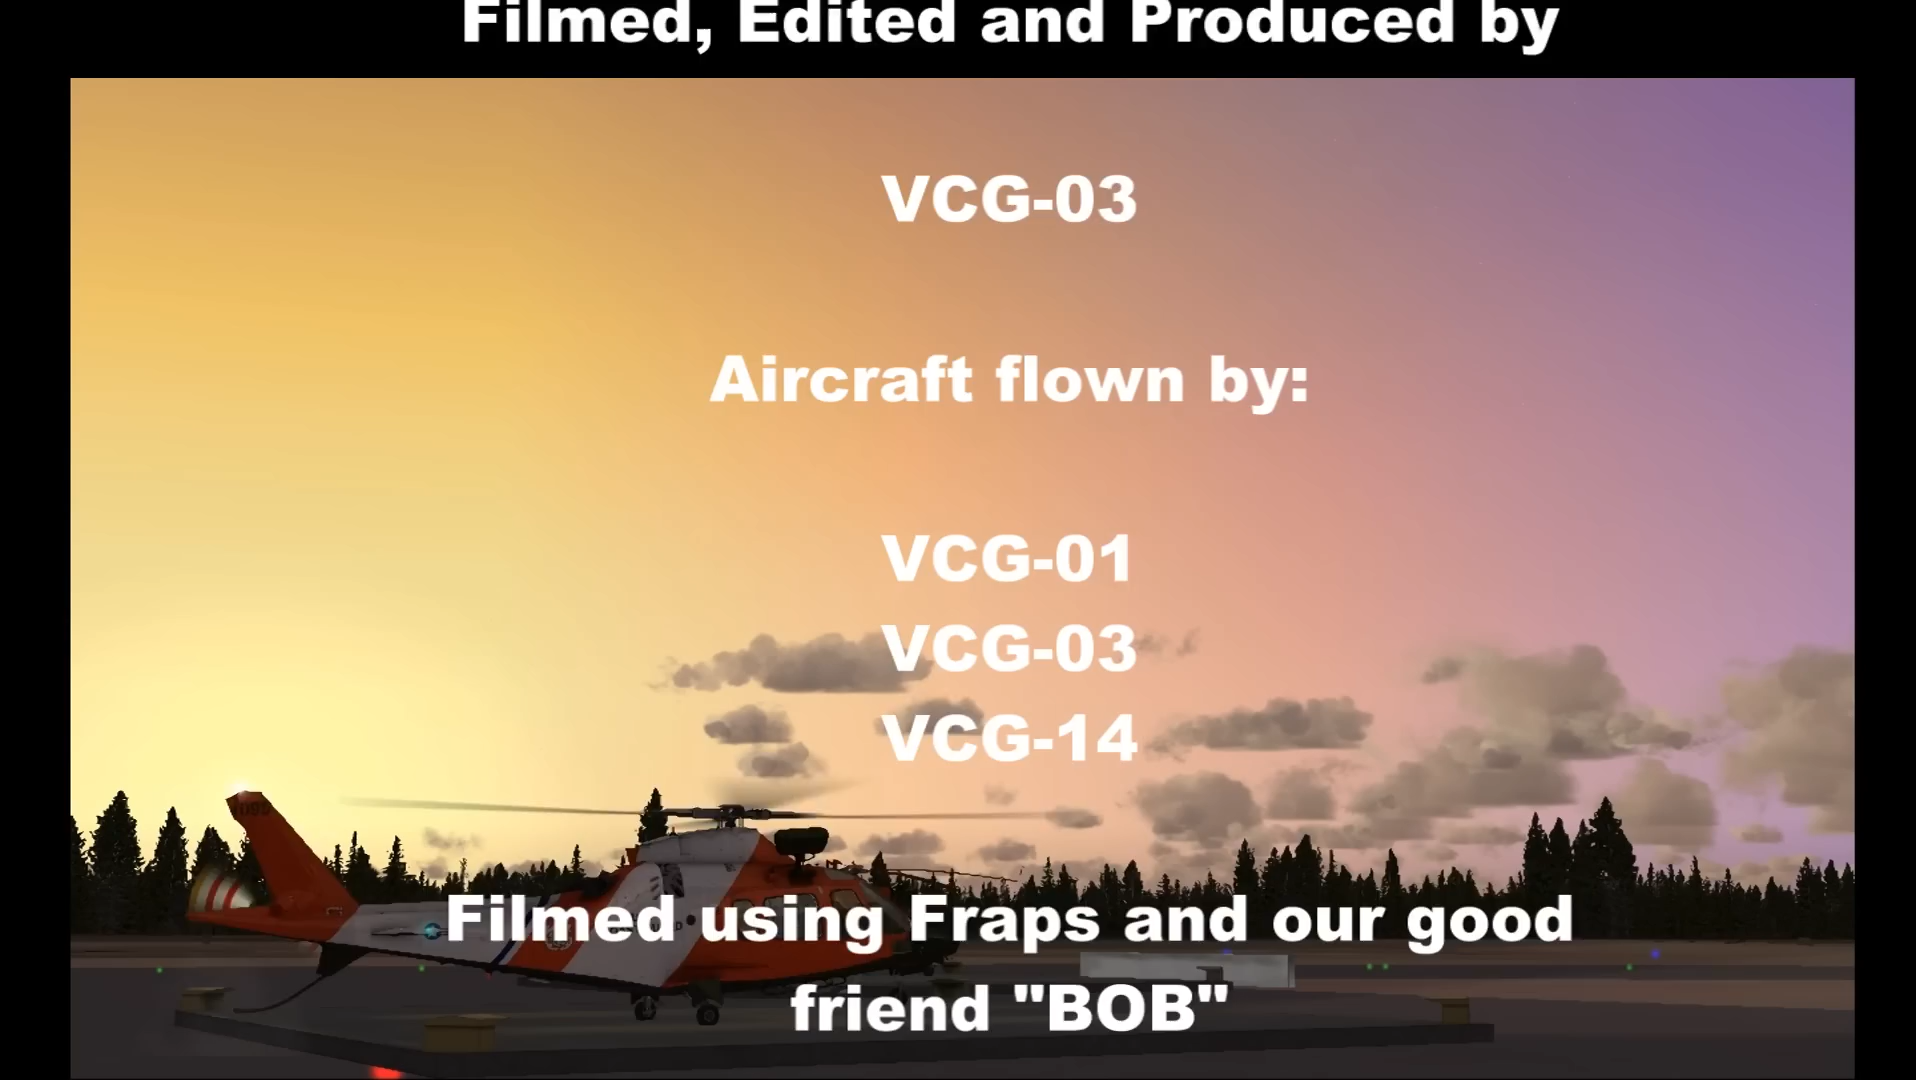 Filmed, Edited and Produced by
VCG-03
Aircraft flown by:
VCG-01
VCG-03
VCG-14
Filmed using Fraps and our good
friend "BOB"